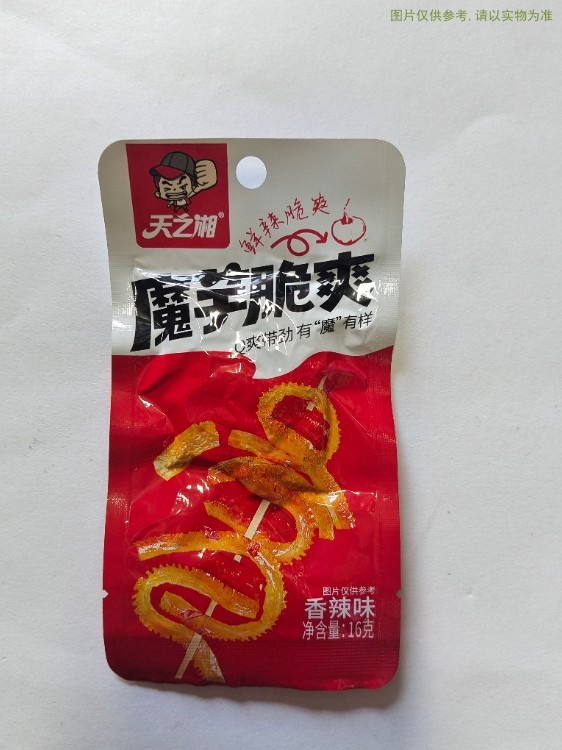 图片仅供参考,请以实物为准
天之湘®
鲜辣脆爽
魔芋脆爽
Q爽带劲 有“魔”有样
图片仅供参考
香辣味
净含量:16克